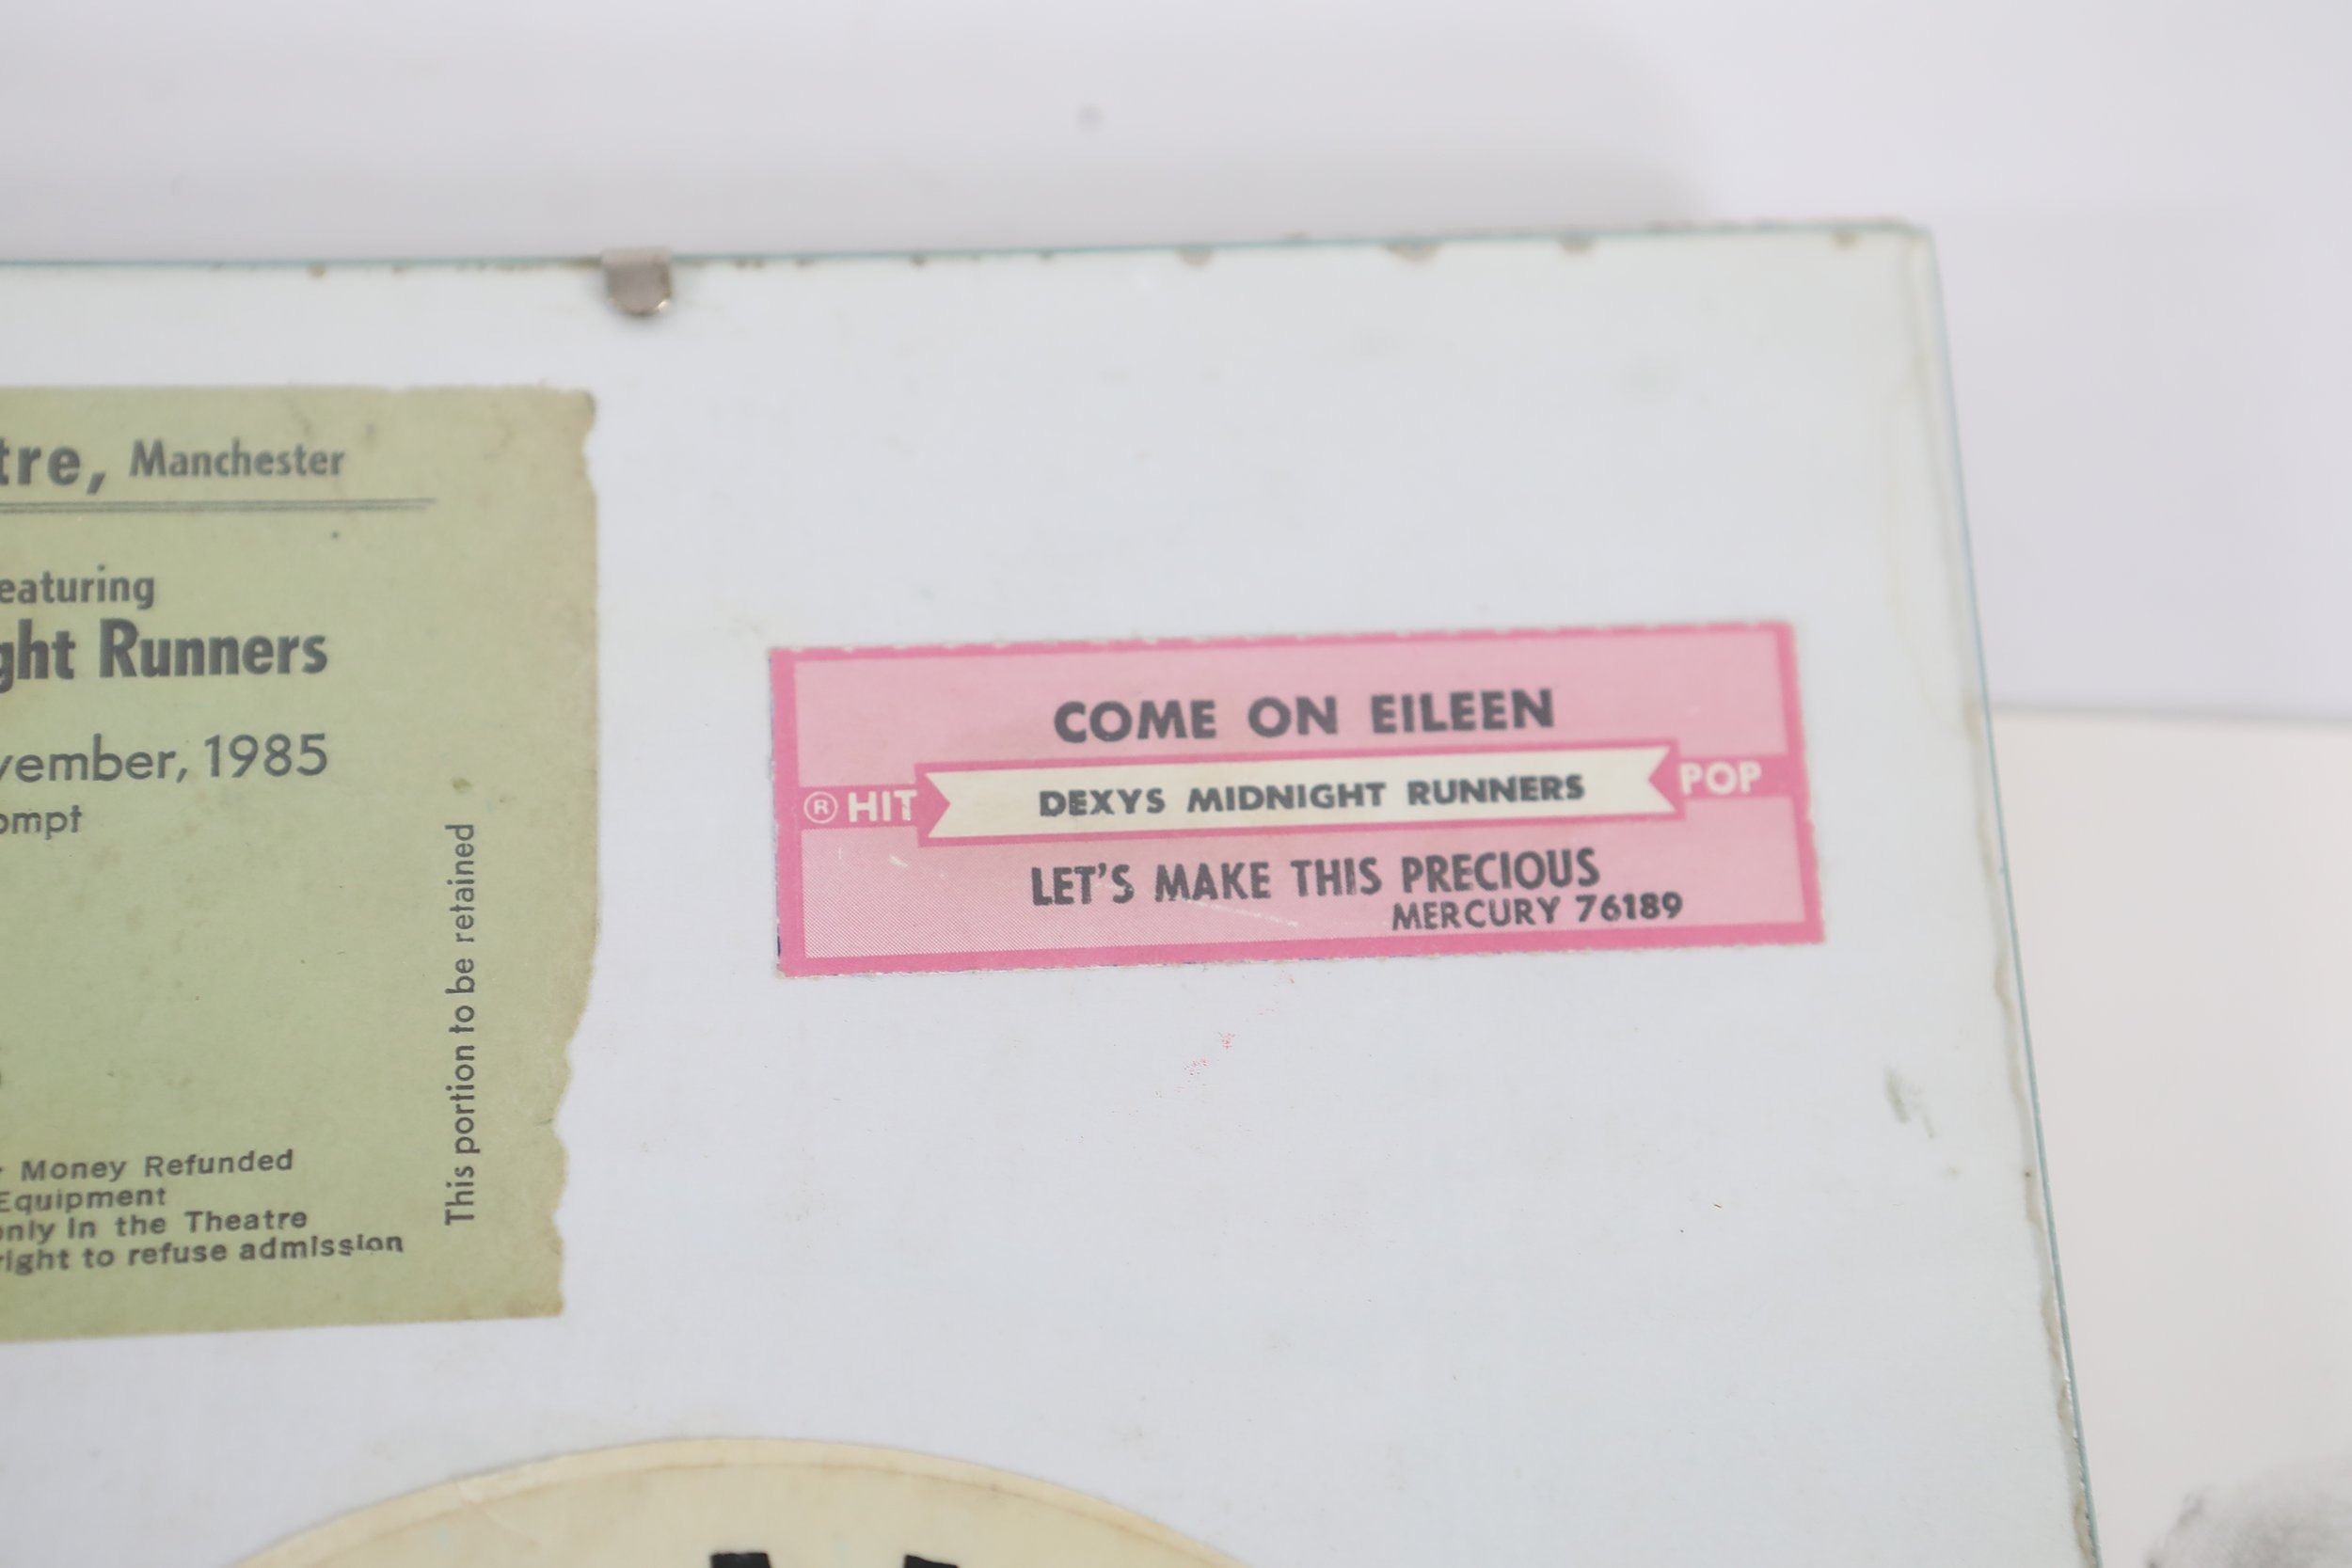 tre, Manchester
eaturing
ght Runners
vember, 1985
ompt
Money Refunded
Equipment
only in the Theatre
right to refuse admission
This portion to be retained
COME ON EILEEN
® HIT DEXYS MIDNIGHT RUNNERS POP
LET'S MAKE THIS PRECIOUS
MERCURY 76189